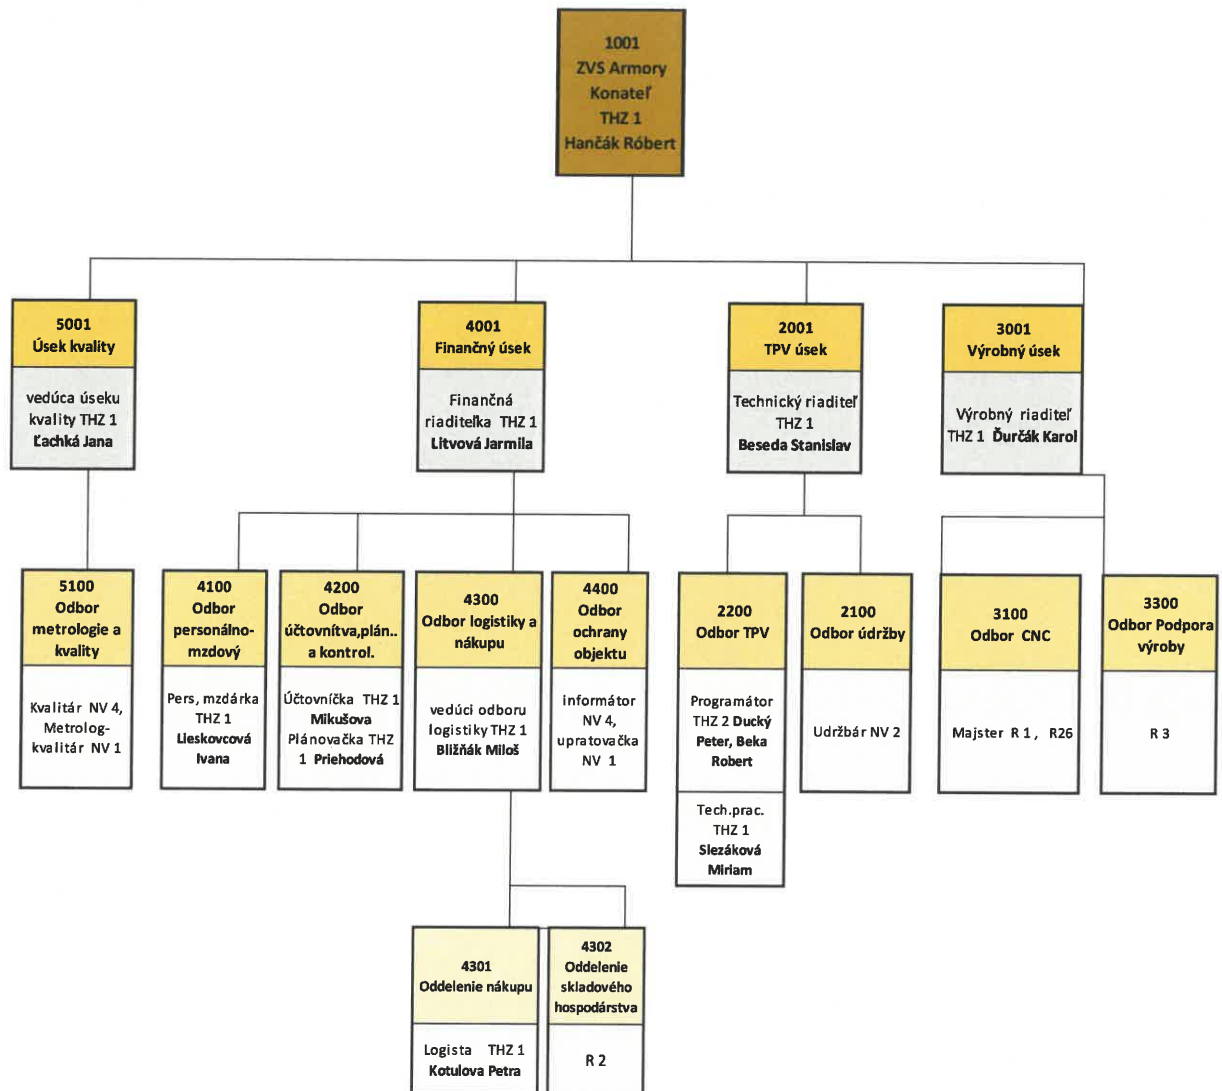 1001
ZVS Armory
Konateľ
THZ 1
Hančák Róbert
5001
Úsek kvality
vedúca úseku
kvality THZ 1
Ľachká Jana
4001
Finančný úsek
Finančná
riaditeľka THZ 1
Litvová Jarmila
2001
TPV úsek
Technický riaditeľ
THZ 1
Beseda Stanislav
3001
Výrobný úsek
Výrobný riaditeľ
THZ 1 Ďurčák Karol
5100
Odbor
metrologie a
kvality
Kvalitár NV 4,
Metrolog-
kvalitár NV 1
4100
Odbor
personálno-
mzdový
Pers, mzdárka
THZ 1
Lieskovcová
Ivana
4200
Odbor
účtovnítva,plán..
a kontrol.
Účtovníčka THZ 1
Mikušova
Plánovačka THZ
1 Priehodová
4300
Odbor logistiky a
nákupu
vedúci odboru
logistiky THZ 1
Bližňák Miloš
4400
Odbor
ochrany
objektu
informátor
NV 4,
upratovačka
NV 1
2200
Odbor TPV
Programátor
THZ 2 Ducký
Peter, Beka
Robert
Tech.prac.
THZ 1
Slezáková
Miriam
2100
Odbor údržby
Udržbár NV 2
3100
Odbor CNC
Majster R 1 , R26
3300
Odbor Podpora
výroby
R 3
4301
Oddelenie nákupu
Logista THZ 1
Kotulova Petra
4302
Oddelenie
skladového
hospodárstva
R 2